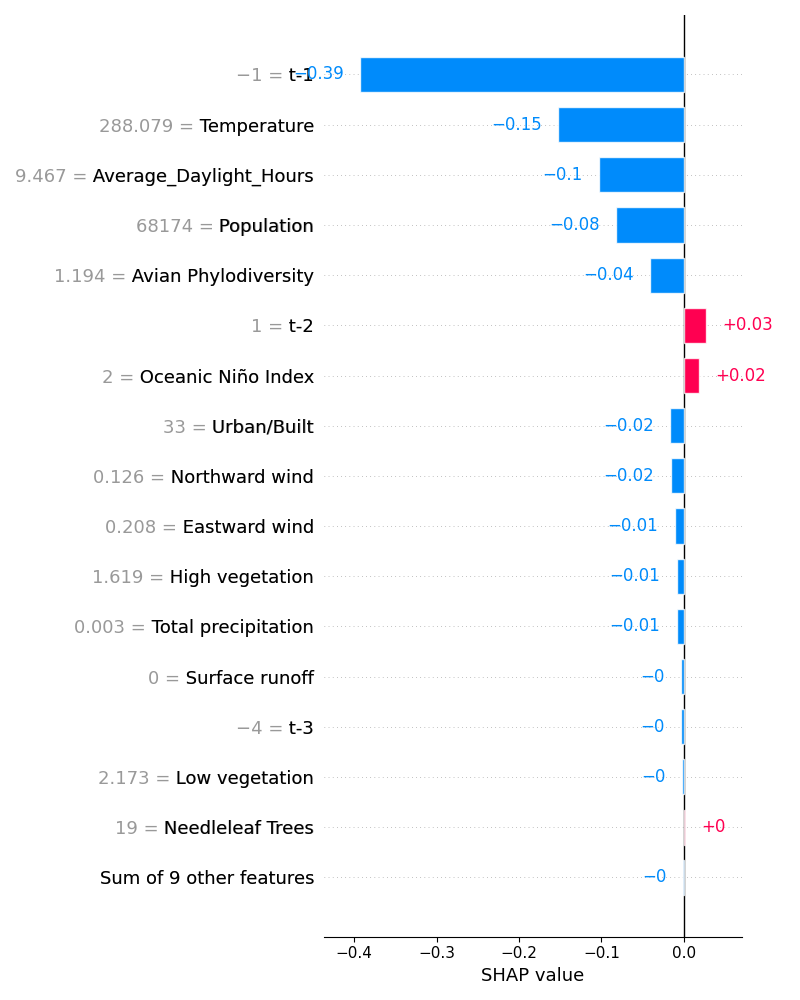 −1 = t-1 −0.39
288.079 = Temperature −0.15
9.467 = Average_Daylight_Hours −0.1
68174 = Population −0.08
1.194 = Avian Phylodiversity −0.04
1 = t-2 +0.03
2 = Oceanic Niño Index +0.02
33 = Urban/Built −0.02
0.126 = Northward wind −0.02
0.208 = Eastward wind −0.01
1.619 = High vegetation −0.01
0.003 = Total precipitation −0.01
0 = Surface runoff −0
−4 = t-3 −0
2.173 = Low vegetation −0
19 = Needleleaf Trees +0
Sum of 9 other features −0
−0.4 −0.3 −0.2 −0.1 0.0
SHAP value